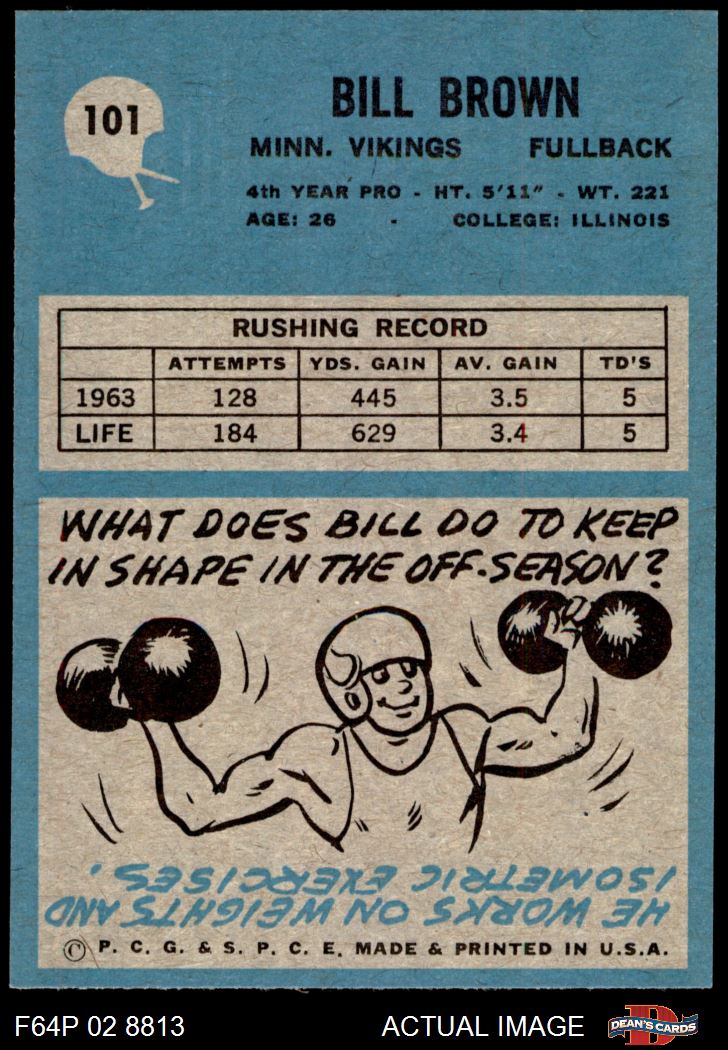 101
BILL BROWN
MINN. VIKINGS FULLBACK
4th YEAR PRO - HT. 5'11" - WT. 221
AGE: 26 - COLLEGE: ILLINOIS
RUSHING RECORD
ATTEMPTS YDS. GAIN AV. GAIN TD'S
1963 128 445 3.5 5
LIFE 184 629 3.4 5
WHAT DOES BILL DO TO KEEP
IN SHAPE IN THE OFF-SEASON?
HE WORKS ON WEIGHTS AND
ISOMETRIC EXERCISES.
© P. C. G. & S. P. C. E. MADE & PRINTED IN U.S.A.
F64P 02 8813 ACTUAL IMAGE D DEAN'S CARDS